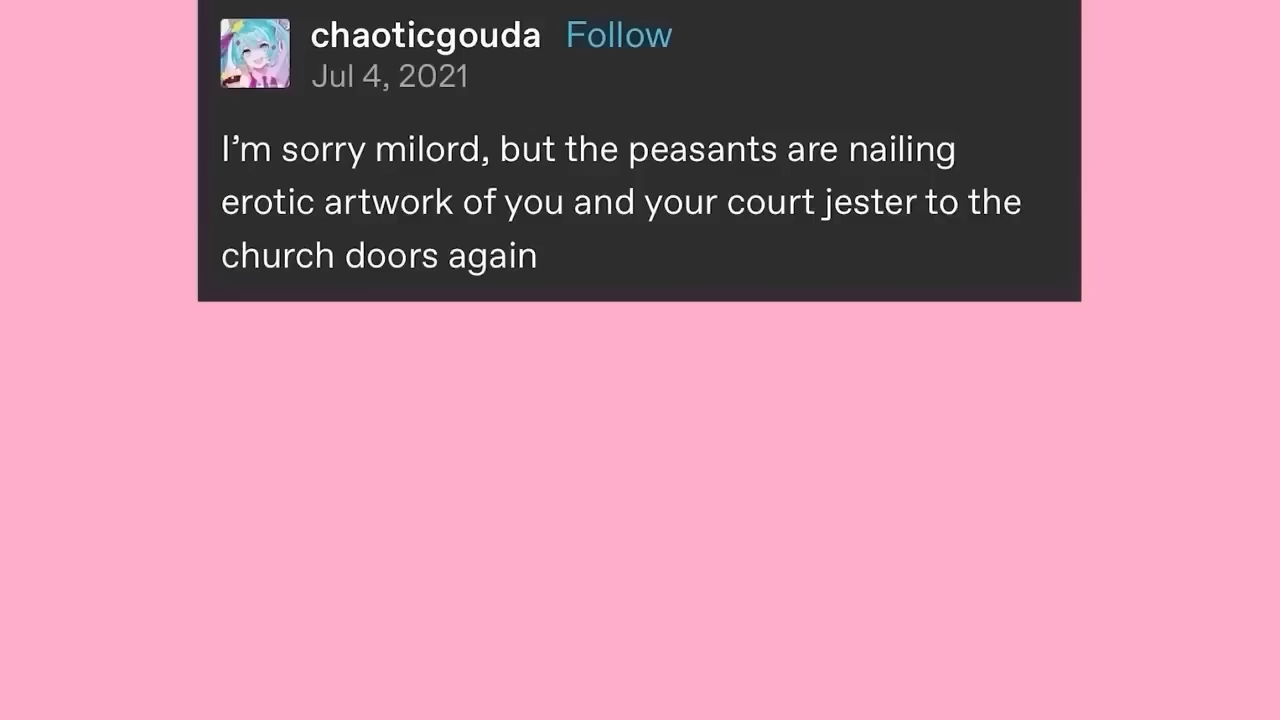 chaoticgouda Follow
Jul 4, 2021
I’m sorry milord, but the peasants are nailing
erotic artwork of you and your court jester to the
church doors again